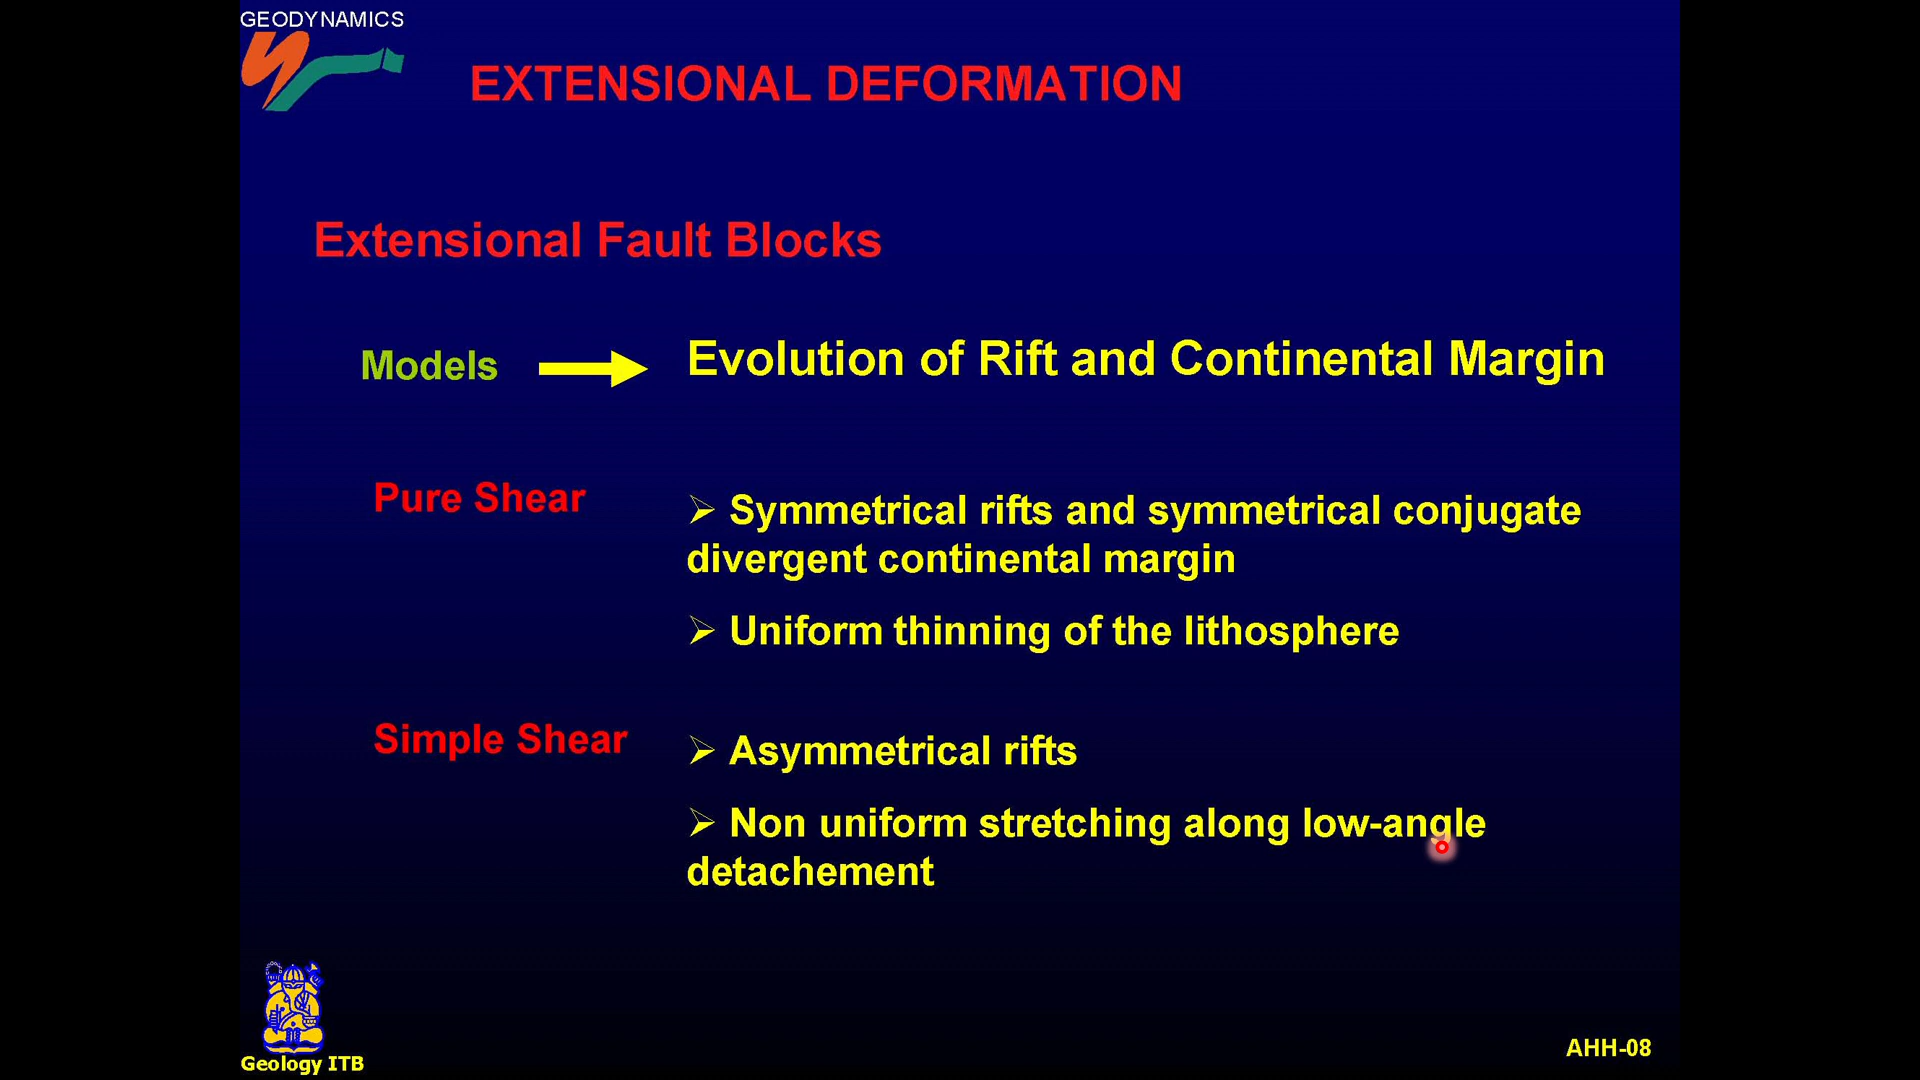 GEODYNAMICS
EXTENSIONAL DEFORMATION
Extensional Fault Blocks
Models
Evolution of Rift and Continental Margin
Pure Shear
➢ Symmetrical rifts and symmetrical conjugate
divergent continental margin
➢ Uniform thinning of the lithosphere
Simple Shear
➢ Asymmetrical rifts
➢ Non uniform stretching along low-angle
detachement
Geology ITB
AHH-08